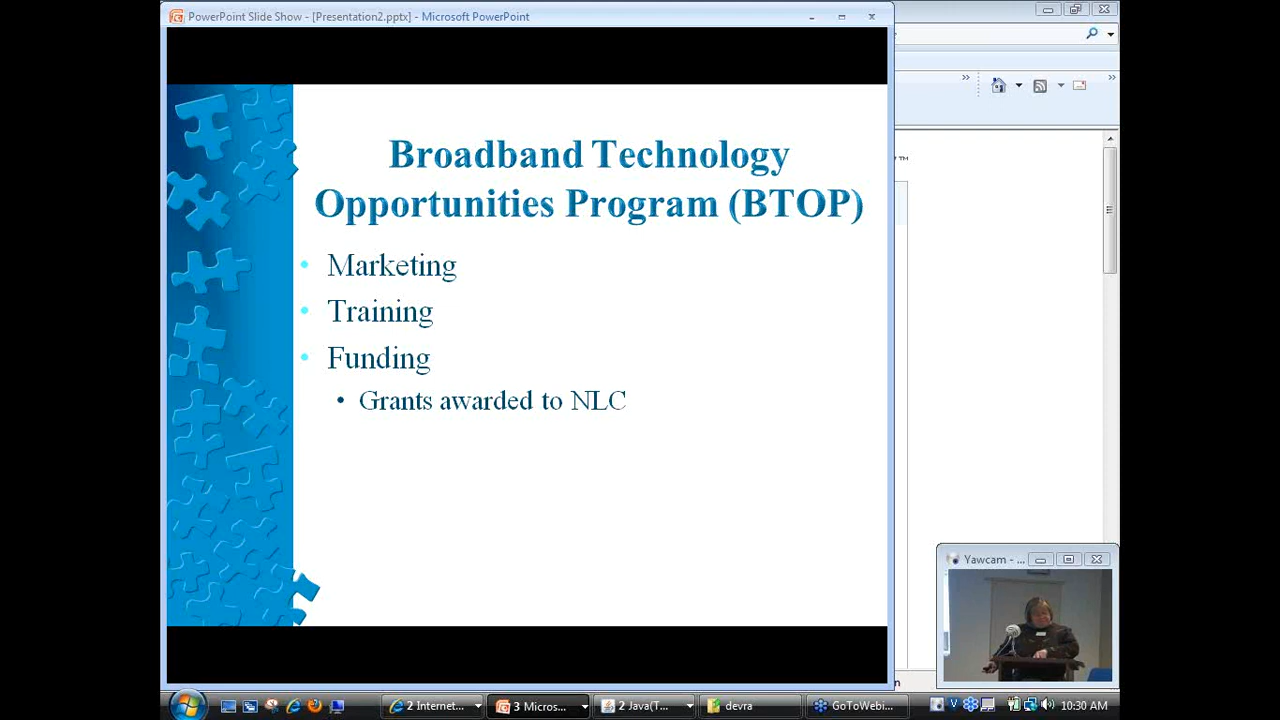 PowerPoint Slide Show - [Presentation2.pptx] - Microsoft PowerPoint
Broadband Technology
Opportunities Program (BTOP)
• Marketing
• Training
• Funding
• Grants awarded to NLC
Yawcam - ...
2 Internet...
3 Micros...
2 Java(T...
devra
GoToWebi...
10:30 AM